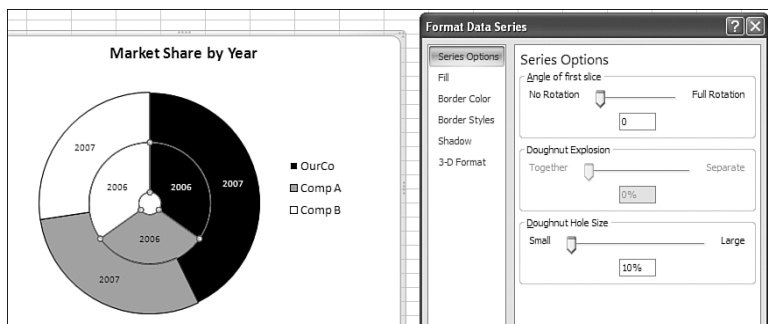 Market Share by Year
2007
2006
2006
2007
2006
2007
OurCo
Comp A
Comp B
Format Data Series
Series Options
Fill
Border Color
Border Styles
Shadow
3-D Format
Series Options
Angle of first slice
No Rotation
Full Rotation
0
Doughnut Explosion
Together
Separate
0%
Doughnut Hole Size
Small
Large
10%